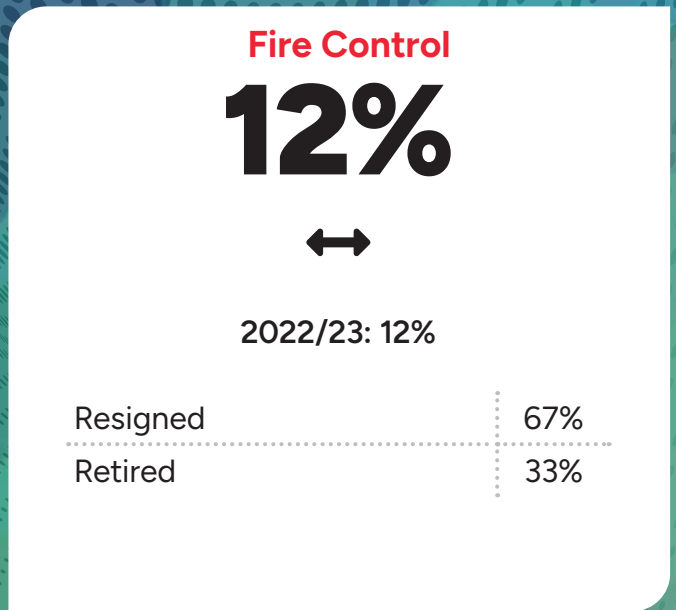 Fire Control
12%
2022/23: 12%
Resigned 67%
Retired 33%